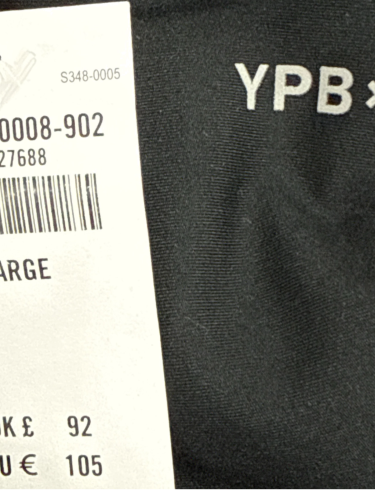 S348-0005
YPB
0008-902
27688
ARGE
K £ 92
U € 105